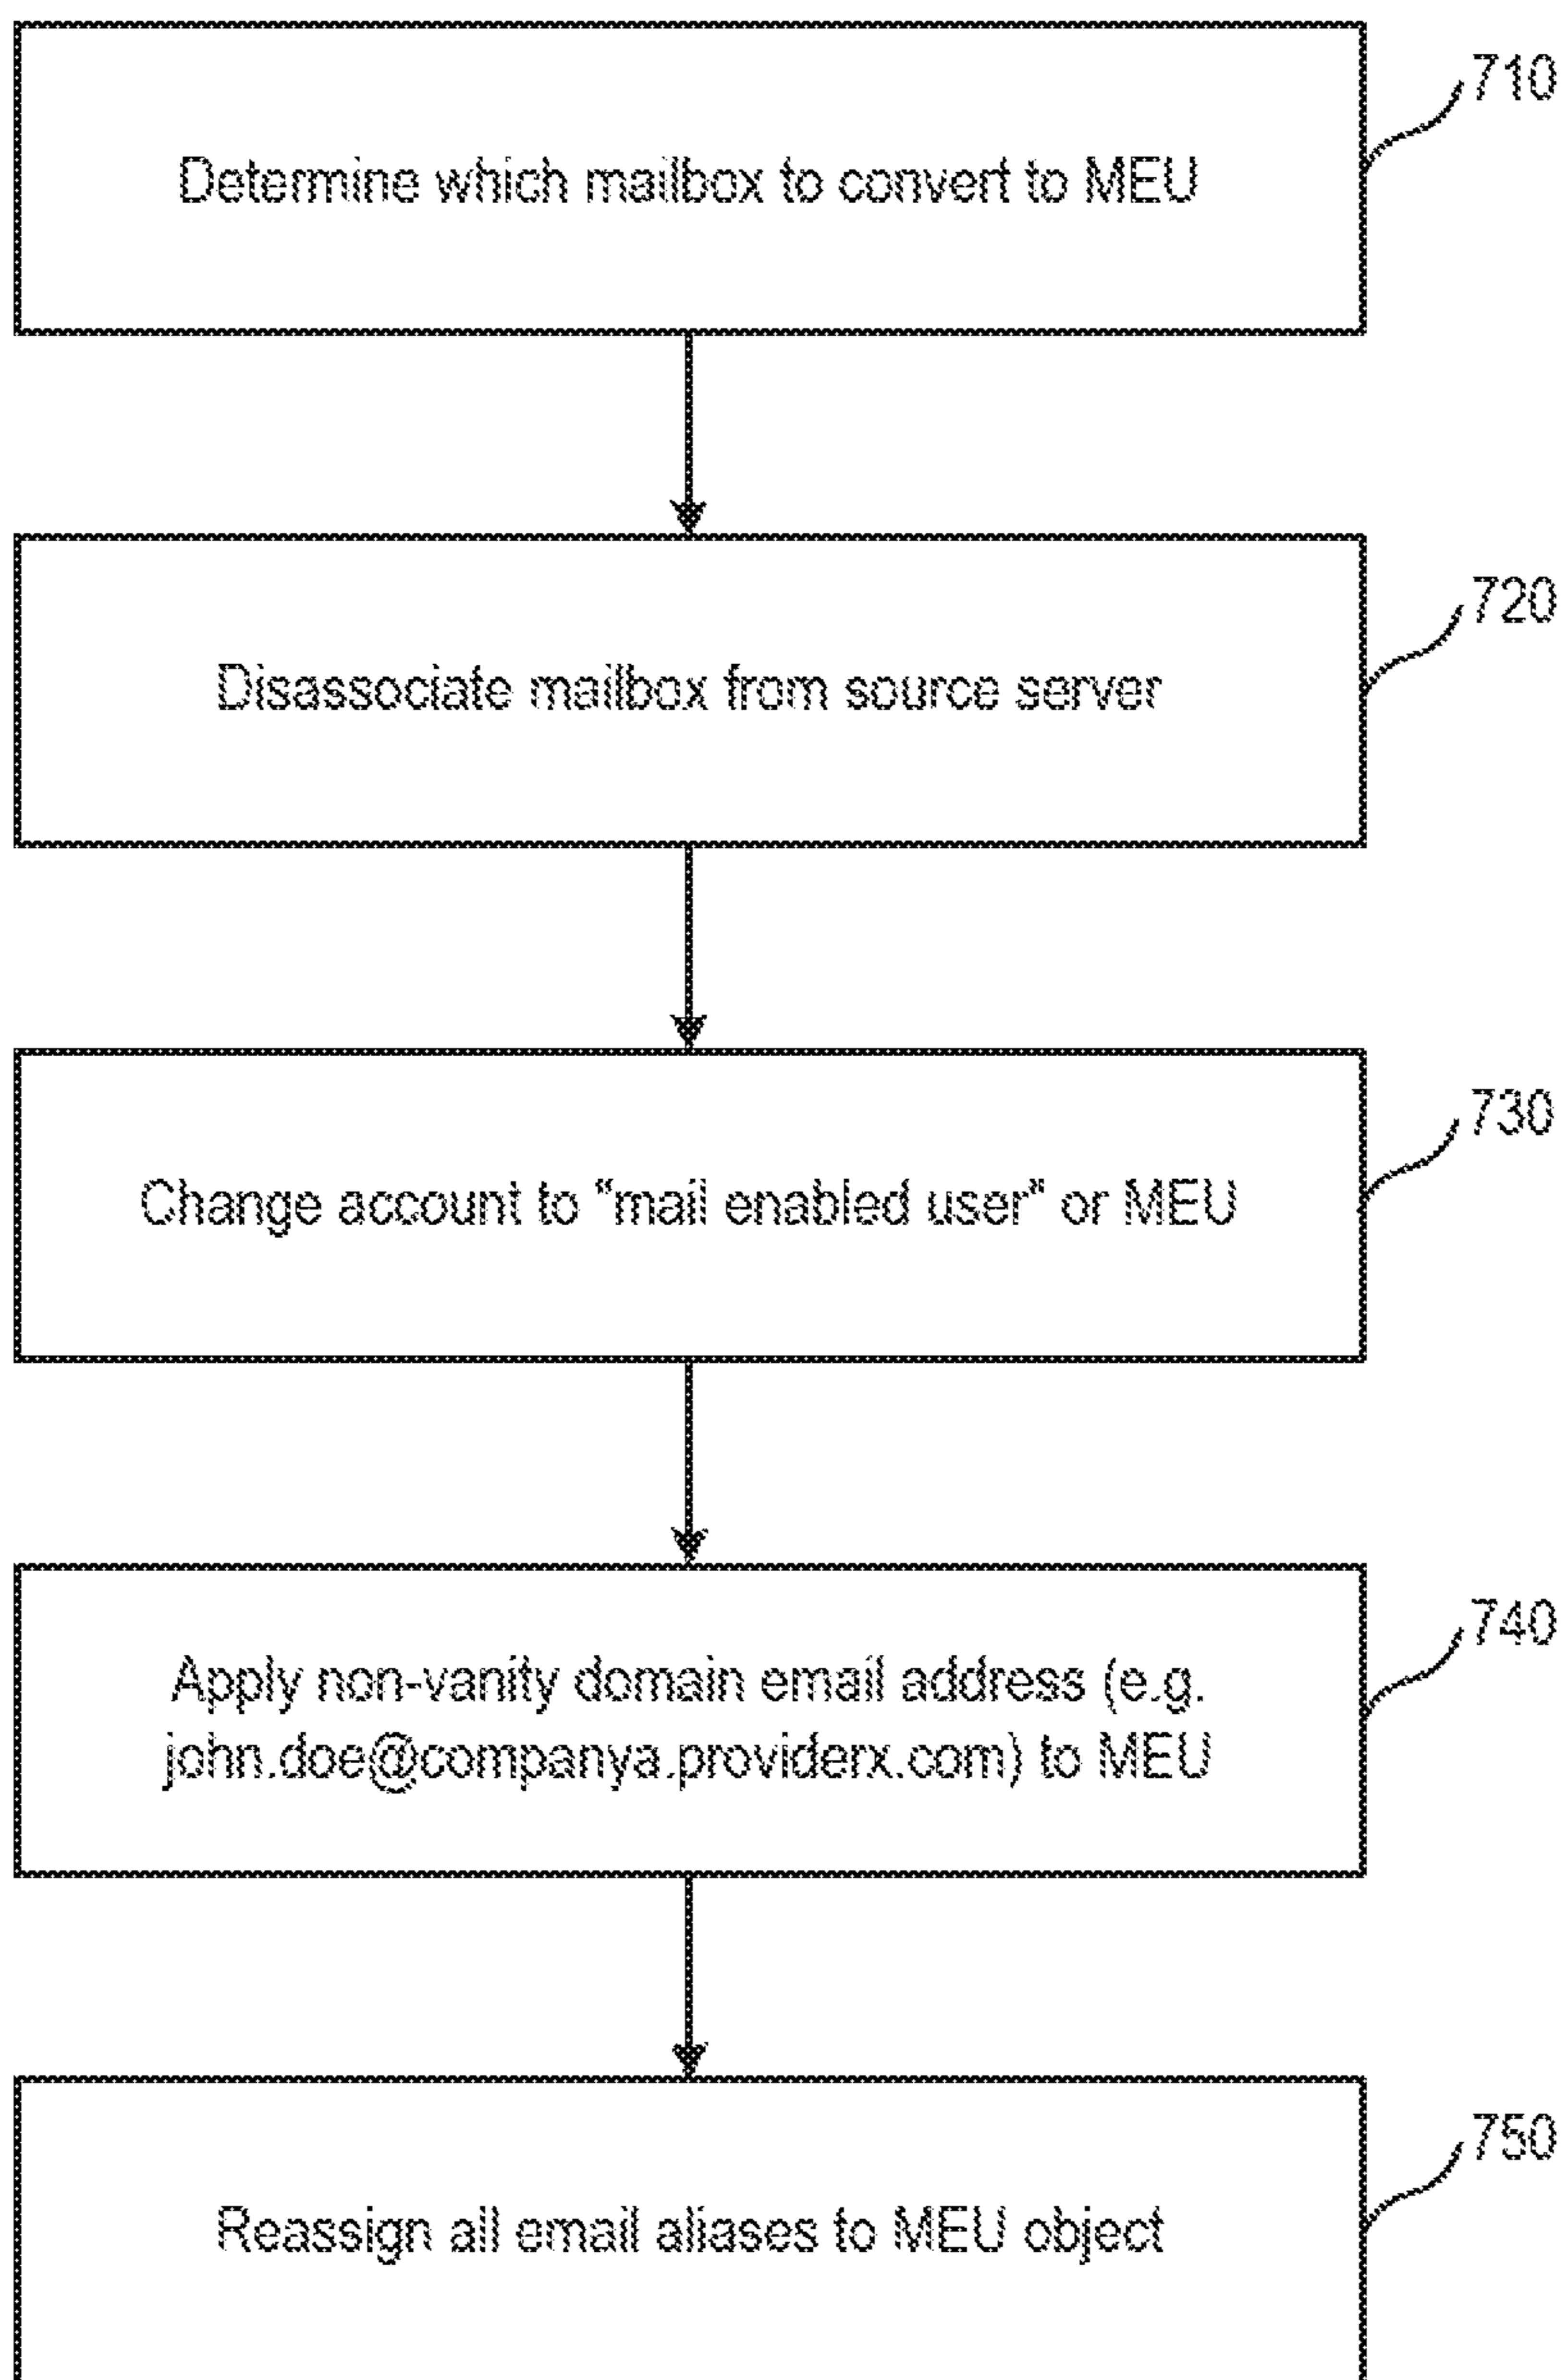 710
Determine which mailbox to convert to MEU
720
Disassociate mailbox from source server
730
Change account to "mail enabled user" or MEU
740
Apply non-vanity domain email address (e.g.
john.doe@companya.providerx.com) to MEU
750
Reassign all email aliases to MEU object